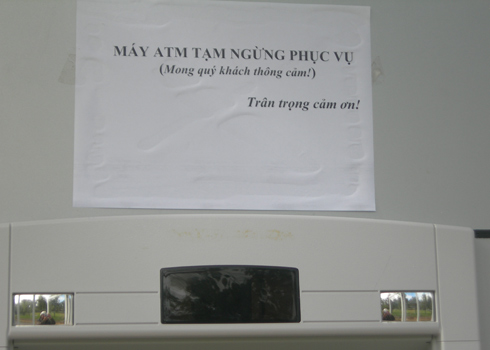 MÁY ATM TẠM NGỪNG PHỤC VỤ
(Mong quý khách thông cảm!)
Trân trọng cảm ơn!